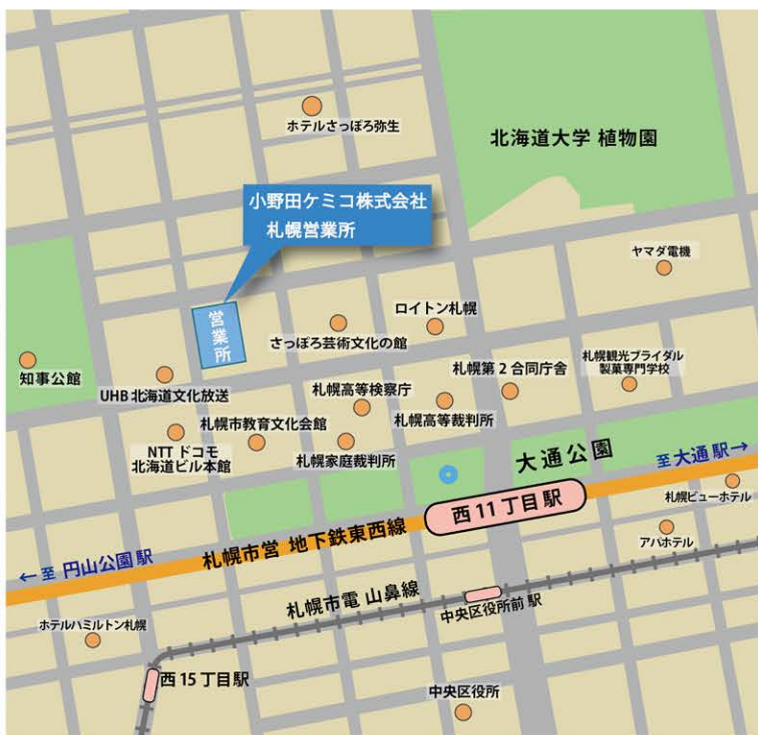 ホテルさっぽろ弥生
北海道大学 植物園
小野田ケミコ株式会社
札幌営業所
ヤマダ電機
営業所
ロイトン札幌
さっぽろ芸術文化の館
知事公館
UHB 北海道文化放送
札幌第2合同庁舎
札幌観光ブライダル
製菓専門学校
札幌高等検察庁
札幌高等裁判所
札幌市教育文化会館
NTT ドコモ
北海道ビル本館
札幌家庭裁判所
大通公園
至 大通駅→
西11丁目駅
札幌ビューホテル
アパホテル
札幌市営 地下鉄東西線
← 至 円山公園駅
札幌市電 山鼻線
中央区役所前 駅
ホテルハミルトン札幌
西15丁目駅
中央区役所